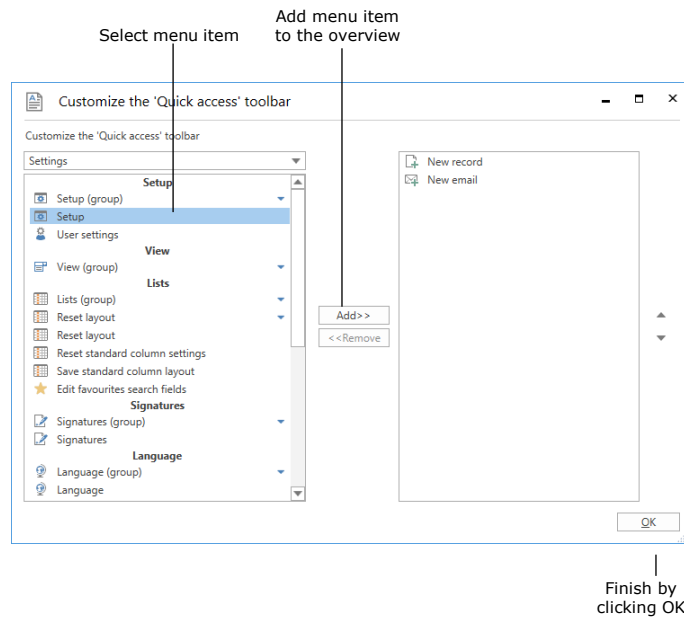 Add menu item
Select menu item
to the overview
Customize the 'Quick access' toolbar
Customize the 'Quick access' toolbar
Settings
Setup
Setup (group)
Setup
User settings
View
View (group)
Lists
Lists (group)
Reset layout
Reset layout
Reset standard column settings
Save standard column layout
Edit favourites search fields
Signatures
Signatures (group)
Signatures
Language
Language (group)
Language
Add>>
<<Remove
New record
New email
OK
Finish by
clicking OK